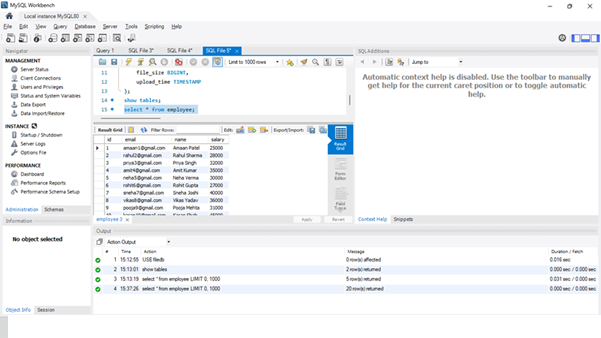 MySQL Workbench
Local instance MySQL80
File Edit View Query Database Server Tools Scripting Help
Navigator
MANAGEMENT
Server Status
Client Connections
Users and Privileges
Status and System Variables
Data Export
Data Import/Restore
INSTANCE
Startup / Shutdown
Server Logs
Options File
PERFORMANCE
Dashboard
Performance Reports
Performance Schema Setup
Administration Schemas
Information
No object selected
Object Info Session
Query 1 SQL File 3* SQL File 4* SQL File 5*
Limit to 1000 rows
11 file_size BIGINT,
12 upload_time TIMESTAMP
13 );
14 show tables;
15 select * from employee;
Result Grid Filter Rows: Edit: Export/Import:
id email name salary
1 amaan1@gmail.com Amaan Patel 25000
2 rahul2@gmail.com Rahul Sharma 28000
3 priya3@gmail.com Priya Singh 32000
4 amit4@gmail.com Amit Kumar 35000
5 neha5@gmail.com Neha Verma 30000
6 rohit6@gmail.com Rohit Gupta 27000
7 sneha7@gmail.com Sneha Joshi 40000
8 vikas8@gmail.com Vikas Yadav 36000
9 pooja9@gmail.com Pooja Mehta 31000
Result Grid
Form Editor
Field Types
employee 3 Apply Revert
SQLAdditions
Jump to
Automatic context help is disabled. Use the toolbar to manually
get help for the current caret position or to toggle automatic
help.
Context Help Snippets
Output
Action Output
# Time Action Message Duration / Fetch
1 15:12:55 USE filedb 0 row(s) affected 0.016 sec
2 15:13:01 show tables 2 row(s) returned 0.000 sec / 0.000 sec
3 15:13:19 select * from employee LIMIT 0, 1000 5 row(s) returned 0.031 sec / 0.000 sec
4 15:37:26 select * from employee LIMIT 0, 1000 20 row(s) returned 0.000 sec / 0.000 sec